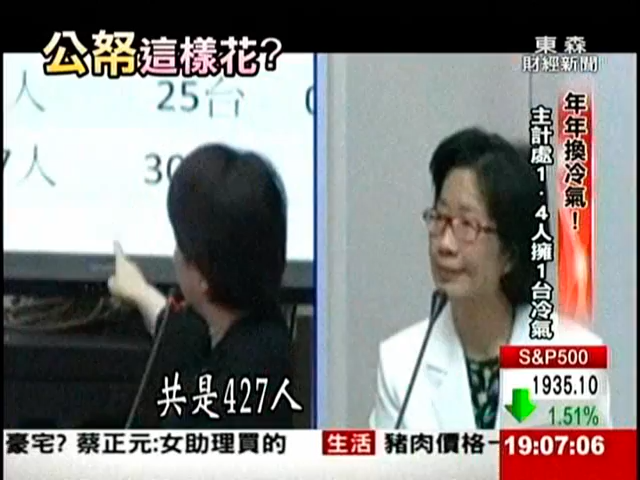 公帑這樣花?
東森
財經新聞
人 25台
7人 30
年年換冷氣!
主計處1.4人擁1台冷氣
共是427人
S&P500
1935.10
1.51%
豪宅? 蔡正元:女助理買的 生活 豬肉價格一
19:07:06